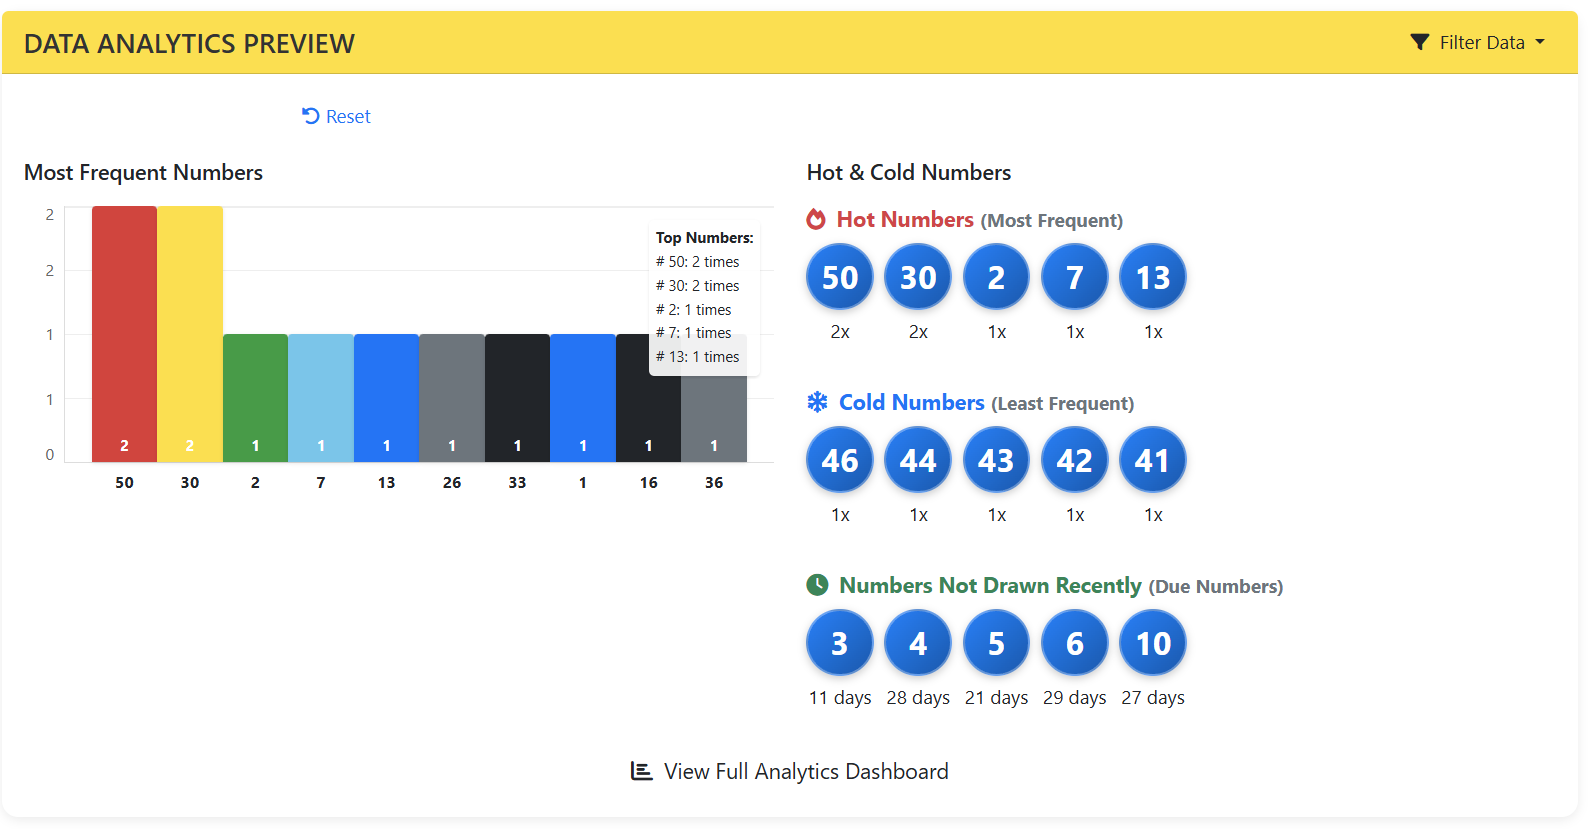 DATA ANALYTICS PREVIEW
Filter Data
Reset
Most Frequent Numbers
2
2
1
1
0
2 2 1 1 1 1 1 1 1 1
50 30 2 7 13 26 33 1 16 36
Top Numbers:
# 50: 2 times
# 30: 2 times
# 2: 1 times
# 7: 1 times
# 13: 1 times
Hot & Cold Numbers
Hot Numbers (Most Frequent)
50 30 2 7 13
2x 2x 1x 1x 1x
Cold Numbers (Least Frequent)
46 44 43 42 41
1x 1x 1x 1x 1x
Numbers Not Drawn Recently (Due Numbers)
3 4 5 6 10
11 days 28 days 21 days 29 days 27 days
View Full Analytics Dashboard